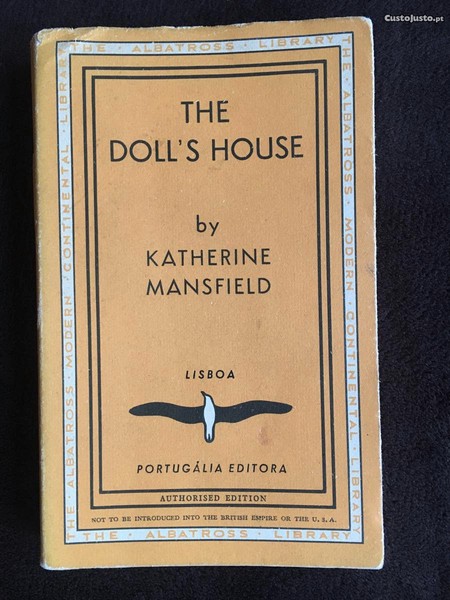 CustoJusto.pt
THE · ALBATROSS · LIBRARY
THE · ALBATROSS · MODERN · CONTINENTAL · LIBRARY
THE · ALBATROSS · MODERN · CONTINENTAL · LIBRARY
THE
DOLL'S HOUSE
by
KATHERINE
MANSFIELD
LISBOA
PORTUGÁLIA EDITORA
AUTHORISED EDITION
NOT TO BE INTRODUCED INTO THE BRITISH EMPIRE OR THE U. S. A.
THE · ALBATROSS · LIBRARY